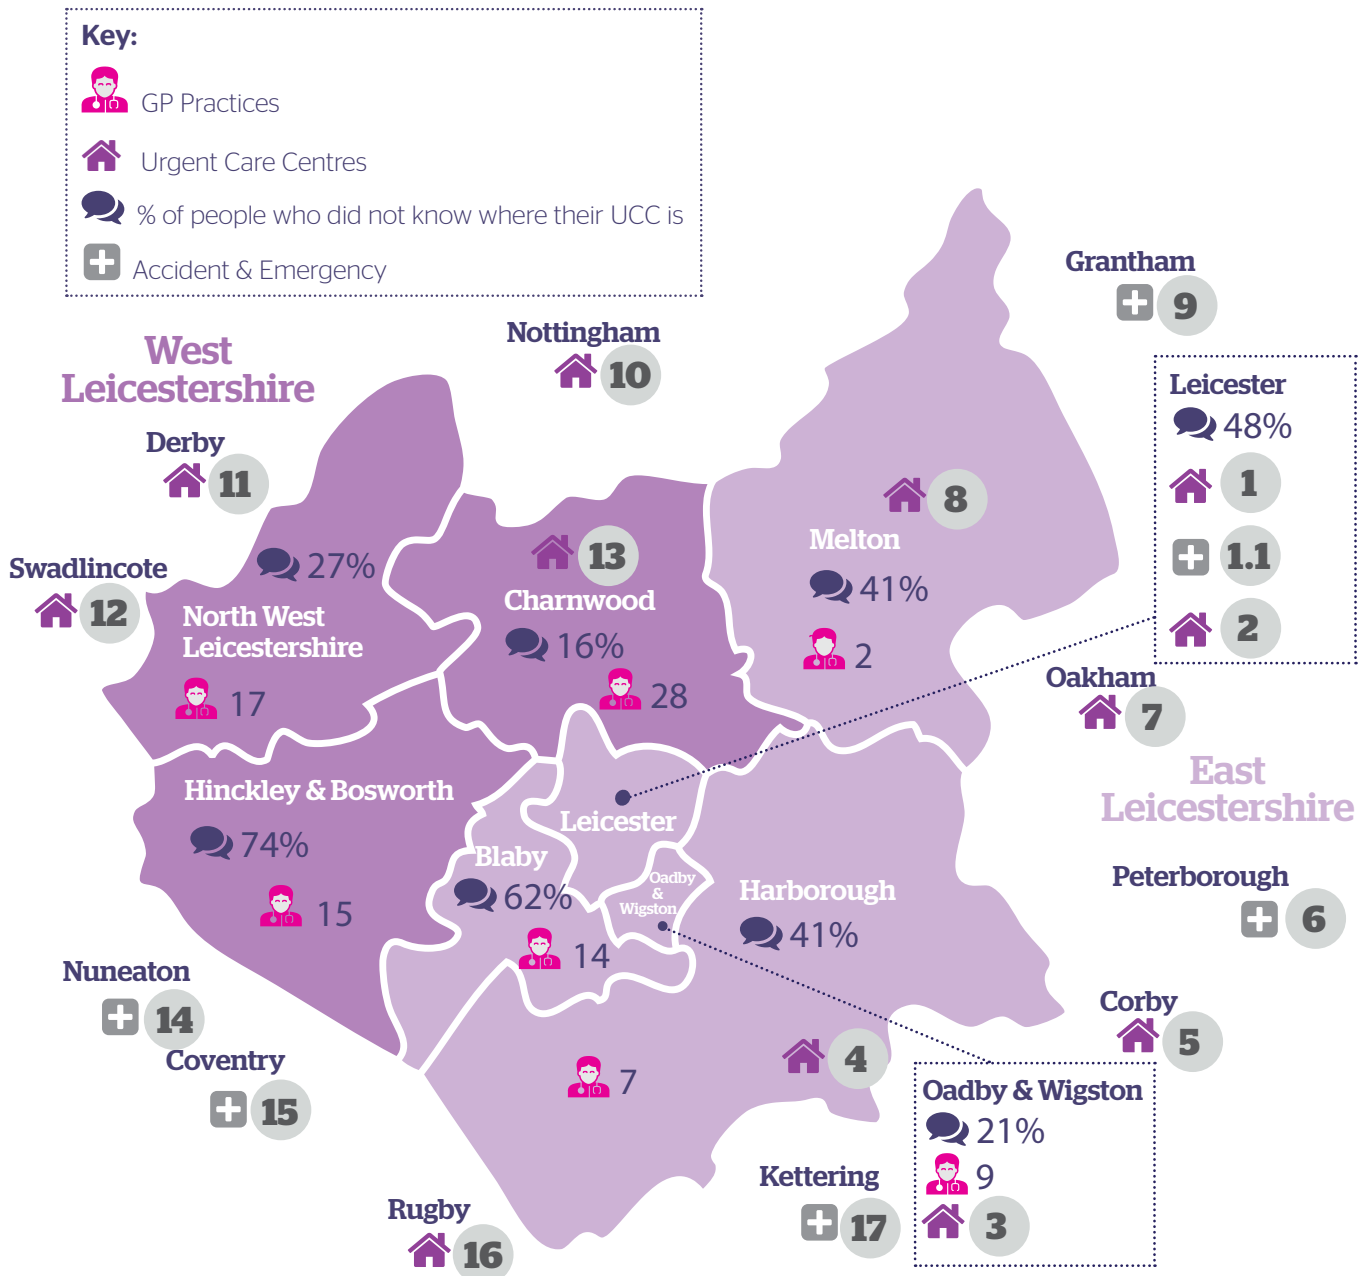 Key:
GP Practices
Urgent Care Centres
% of people who did not know where their UCC is
Accident & Emergency
West
Leicestershire
Nottingham
10
Grantham
9
Derby
11
Leicester
48%
1
1.1
2
Swadlincote
12
27%
North West
Leicestershire
17
13
Charnwood
16%
28
8
Melton
41%
2
Oakham
7
East
Leicestershire
Hinckley & Bosworth
74%
15
Leicester
Blaby
62%
14
Oadby
&
Wigston
Harborough
41%
Peterborough
6
Nuneaton
14
Coventry
15
Corby
5
4
7
Oadby & Wigston
21%
9
3
Kettering
17
Rugby
16